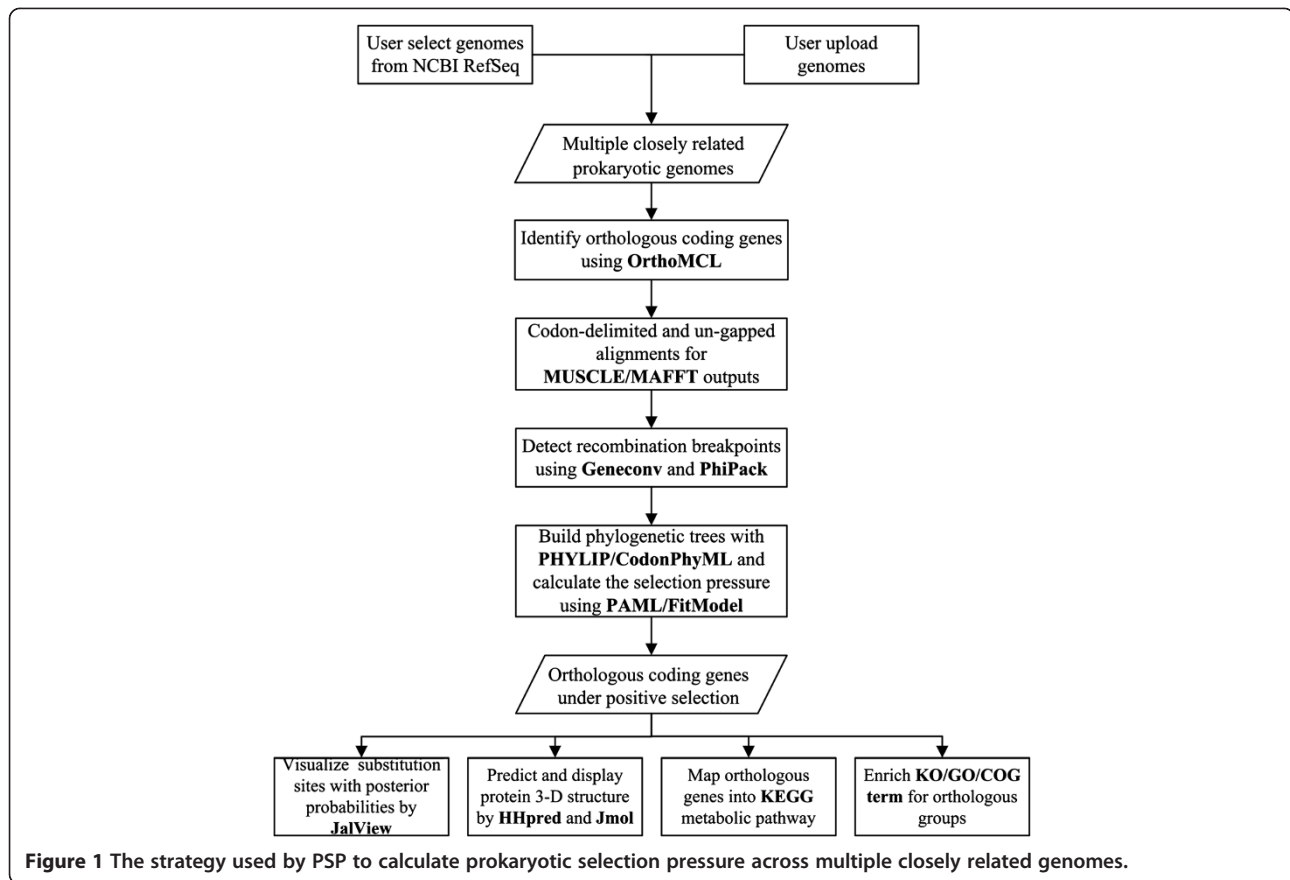 User select genomes
from NCBI RefSeq
User upload
genomes
Multiple closely related
prokaryotic genomes
Identify orthologous coding genes
using OrthoMCL
Codon-delimited and un-gapped
alignments for
MUSCLE/MAFFT outputs
Detect recombination breakpoints
using Geneconv and PhiPack
Build phylogenetic trees with
PHYLIP/CodonPhyML and
calculate the selection pressure
using PAML/FitModel
Orthologous coding genes
under positive selection
Visualize substitution
sites with posterior
probabilities by
JalView
Predict and display
protein 3-D structure
by HHpred and Jmol
Map orthologous
genes into KEGG
metabolic pathway
Enrich KO/GO/COG
term for orthologous
groups
Figure 1 The strategy used by PSP to calculate prokaryotic selection pressure across multiple closely related genomes.